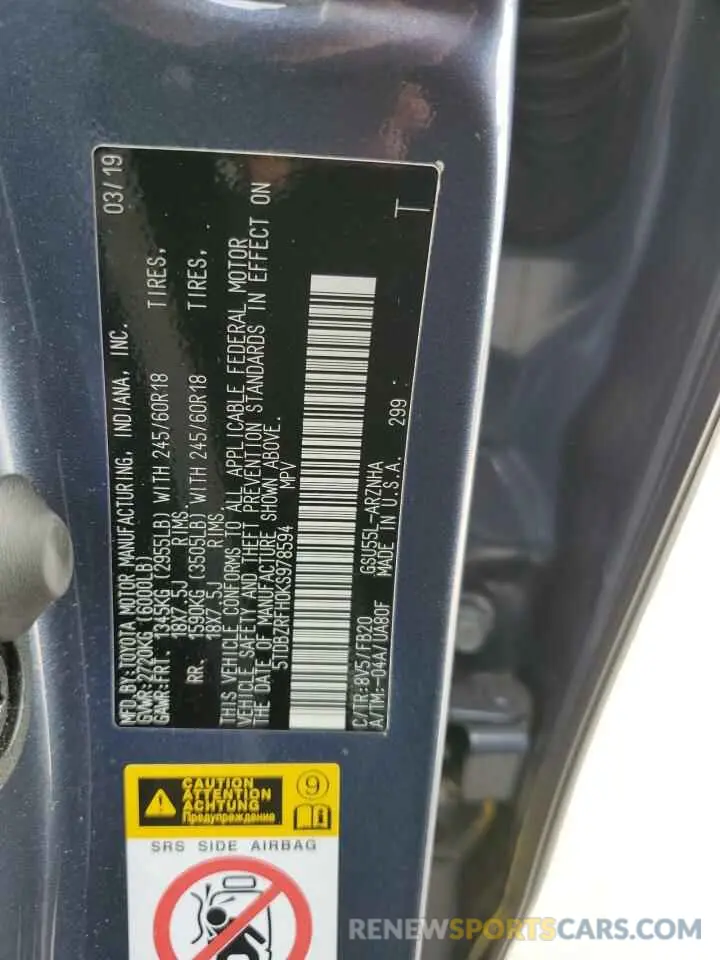 MFD.BY:TOYOTA MOTOR MANUFACTURING, INDIANA, INC. 03/19
GVWR:2720KG (6000LB)
GAWR:FRT. 1345KG (2955LB) WITH 245/60R18 TIRES,
18X7.5J RIMS.
RR. 1590KG (3505LB) WITH 245/60R18 TIRES,
18X7.5J RIMS.
THIS VEHICLE CONFORMS TO ALL APPLICABLE FEDERAL MOTOR
VEHICLE SAFETY AND THEFT PREVENTION STANDARDS IN EFFECT ON
THE DATE OF MANUFACTURE SHOWN ABOVE.
5TDBZRFH0KS978594 MPV
C/TR:8V5/FB20 GSU55L-ARZNHA 299 T
A/TM:-04A/UA80F MADE IN U.S.A.
CAUTION
ATTENTION
ACHTUNG
Предупреждение
9
SRS SIDE AIRBAG
RENEWSPORTSCARS.COM